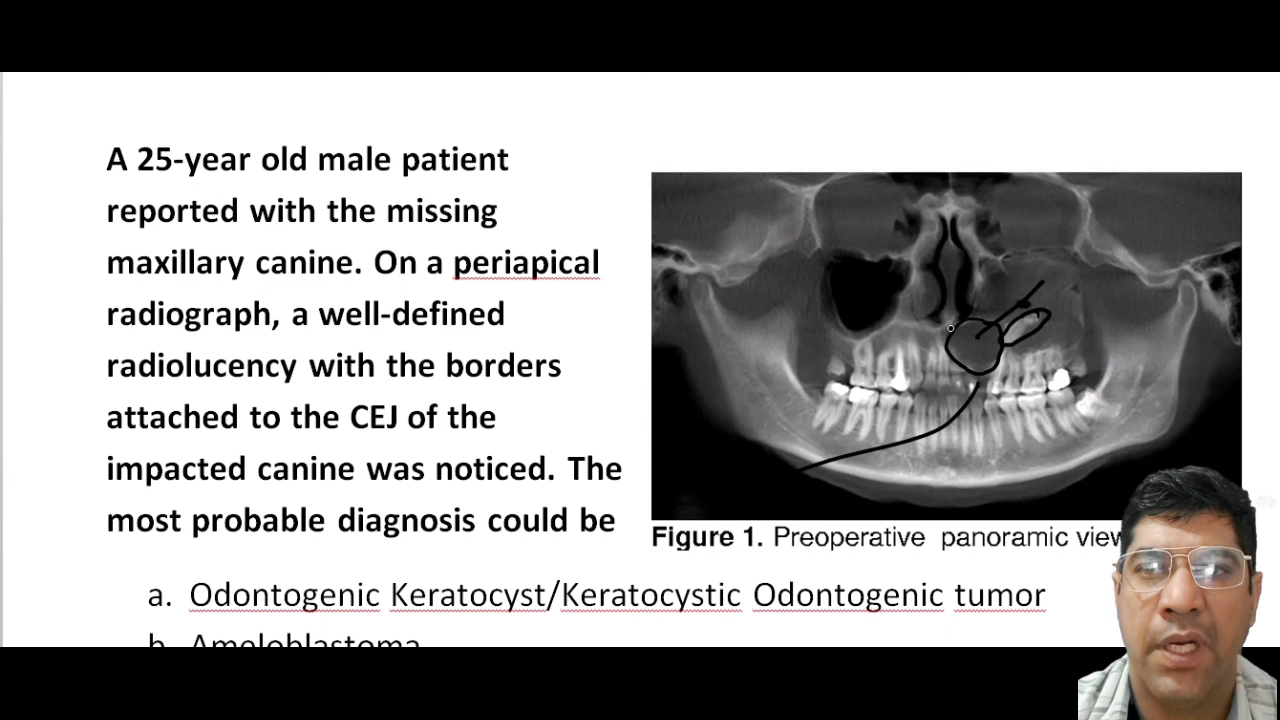 A 25-year old male patient
reported with the missing
maxillary canine. On a periapical
radiograph, a well-defined
radiolucency with the borders
attached to the CEJ of the
impacted canine was noticed. The
most probable diagnosis could be
Figure 1. Preoperative panoramic view
a. Odontogenic Keratocyst/Keratocystic Odontogenic tumor
b. Ameloblastoma